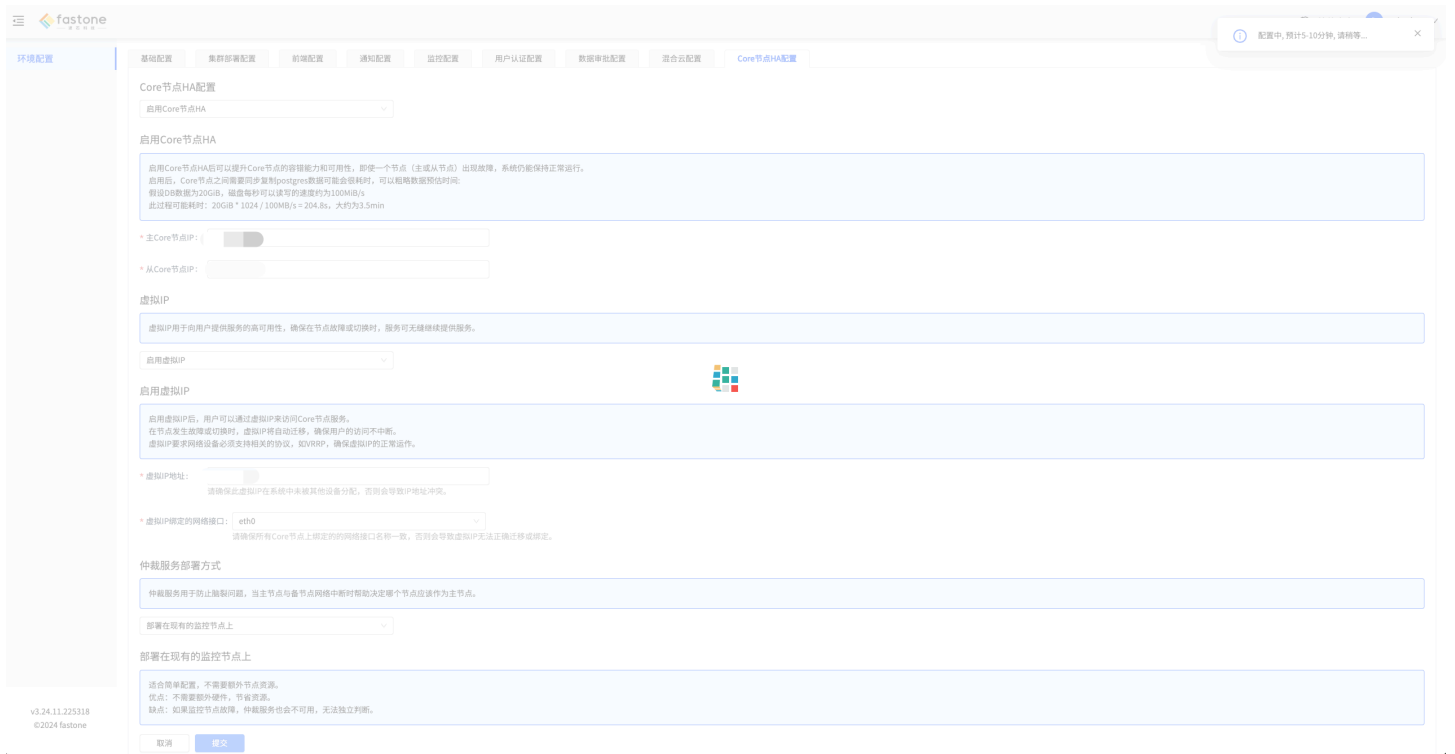 fastone
配置中, 预计5-10分钟, 请稍等...
环境配置
基础配置 集群部署配置 前端配置 通知配置 监控配置 用户认证配置 数据审批配置 混合云配置 Core节点HA配置
Core节点HA配置
启用Core节点HA
启用Core节点HA
启用Core节点HA后可以提升Core节点的容错能力和可用性，即使一个节点（主或从节点）出现故障，系统仍能保持正常运行。
启用后，Core节点之间需要同步复制postgres数据可能会很耗时，可以粗略数据预估时间:
假设DB数据为20GiB，磁盘每秒可以读写的速度约为100MiB/s
此过程可能耗时：20GiB * 1024 / 100MB/s = 204.8s，大约为3.5min
* 主Core节点IP:
* 从Core节点IP:
虚拟IP
虚拟IP用于向用户提供服务的高可用性，确保在节点故障或切换时，服务可无缝继续提供服务。
启用虚拟IP
启用虚拟IP
启用虚拟IP后，用户可以通过虚拟IP来访问Core节点服务。
在节点发生故障或切换时，虚拟IP将自动迁移，确保用户的访问不中断。
虚拟IP要求网络设备必须支持相关的协议，如VRRP，确保虚拟IP的正常运作。
* 虚拟IP地址:
请确保此虚拟IP在系统中未被其他设备分配，否则会导致IP地址冲突。
* 虚拟IP绑定的网络接口: eth0
请确保所有Core节点上绑定的的网络接口名称一致，否则会导致虚拟IP无法正确迁移或绑定。
仲裁服务部署方式
仲裁服务用于防止脑裂问题，当主节点与备节点网络中断时帮助决定哪个节点应该作为主节点。
部署在现有的监控节点上
部署在现有的监控节点上
适合简单配置，不需要额外节点资源。
优点：不需要额外硬件，节省资源。
缺点：如果监控节点故障，仲裁服务也会不可用，无法独立判断。
取消 提交
v3.24.11.225318
©2024 fastone